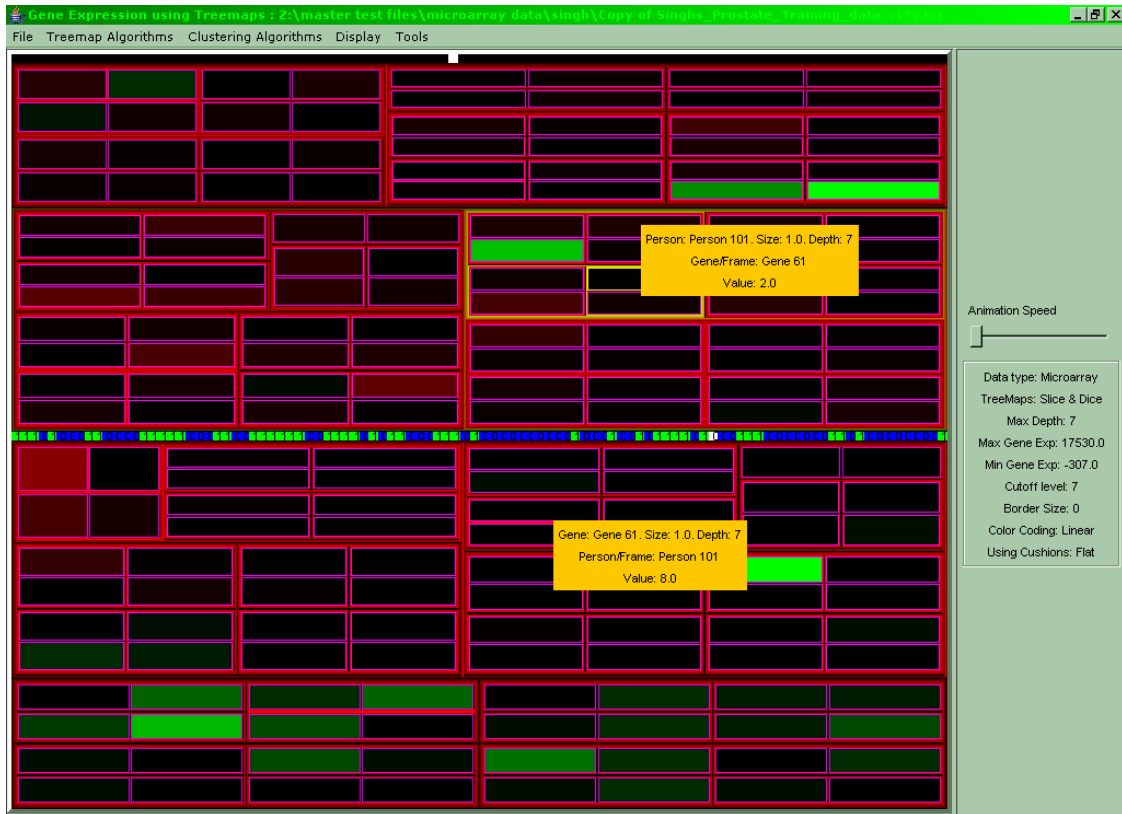 Gene Expression using Treemaps : Z:\master test files\microarray data\singh\Copy of Singhs_Prostate_Training_data
File Treemap Algorithms Clustering Algorithms Display Tools
Person: Person 101. Size: 1.0. Depth: 7
Gene/Frame: Gene 61
Value: 2.0
Animation Speed
Data type: Microarray
TreeMaps: Slice & Dice
Max Depth: 7
Max Gene Exp: 17530.0
Min Gene Exp: -307.0
Cutoff level: 7
Border Size: 0
Color Coding: Linear
Using Cushions: Flat
Gene: Gene 61. Size: 1.0. Depth: 7
Person/Frame: Person 101
Value: 8.0